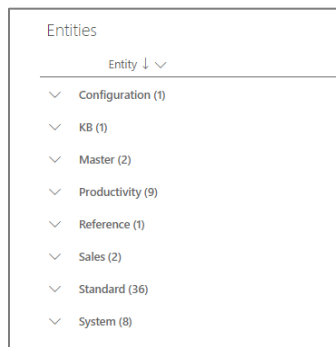 Entities
Entity
Configuration (1)
KB (1)
Master (2)
Productivity (9)
Reference (1)
Sales (2)
Standard (36)
System (8)